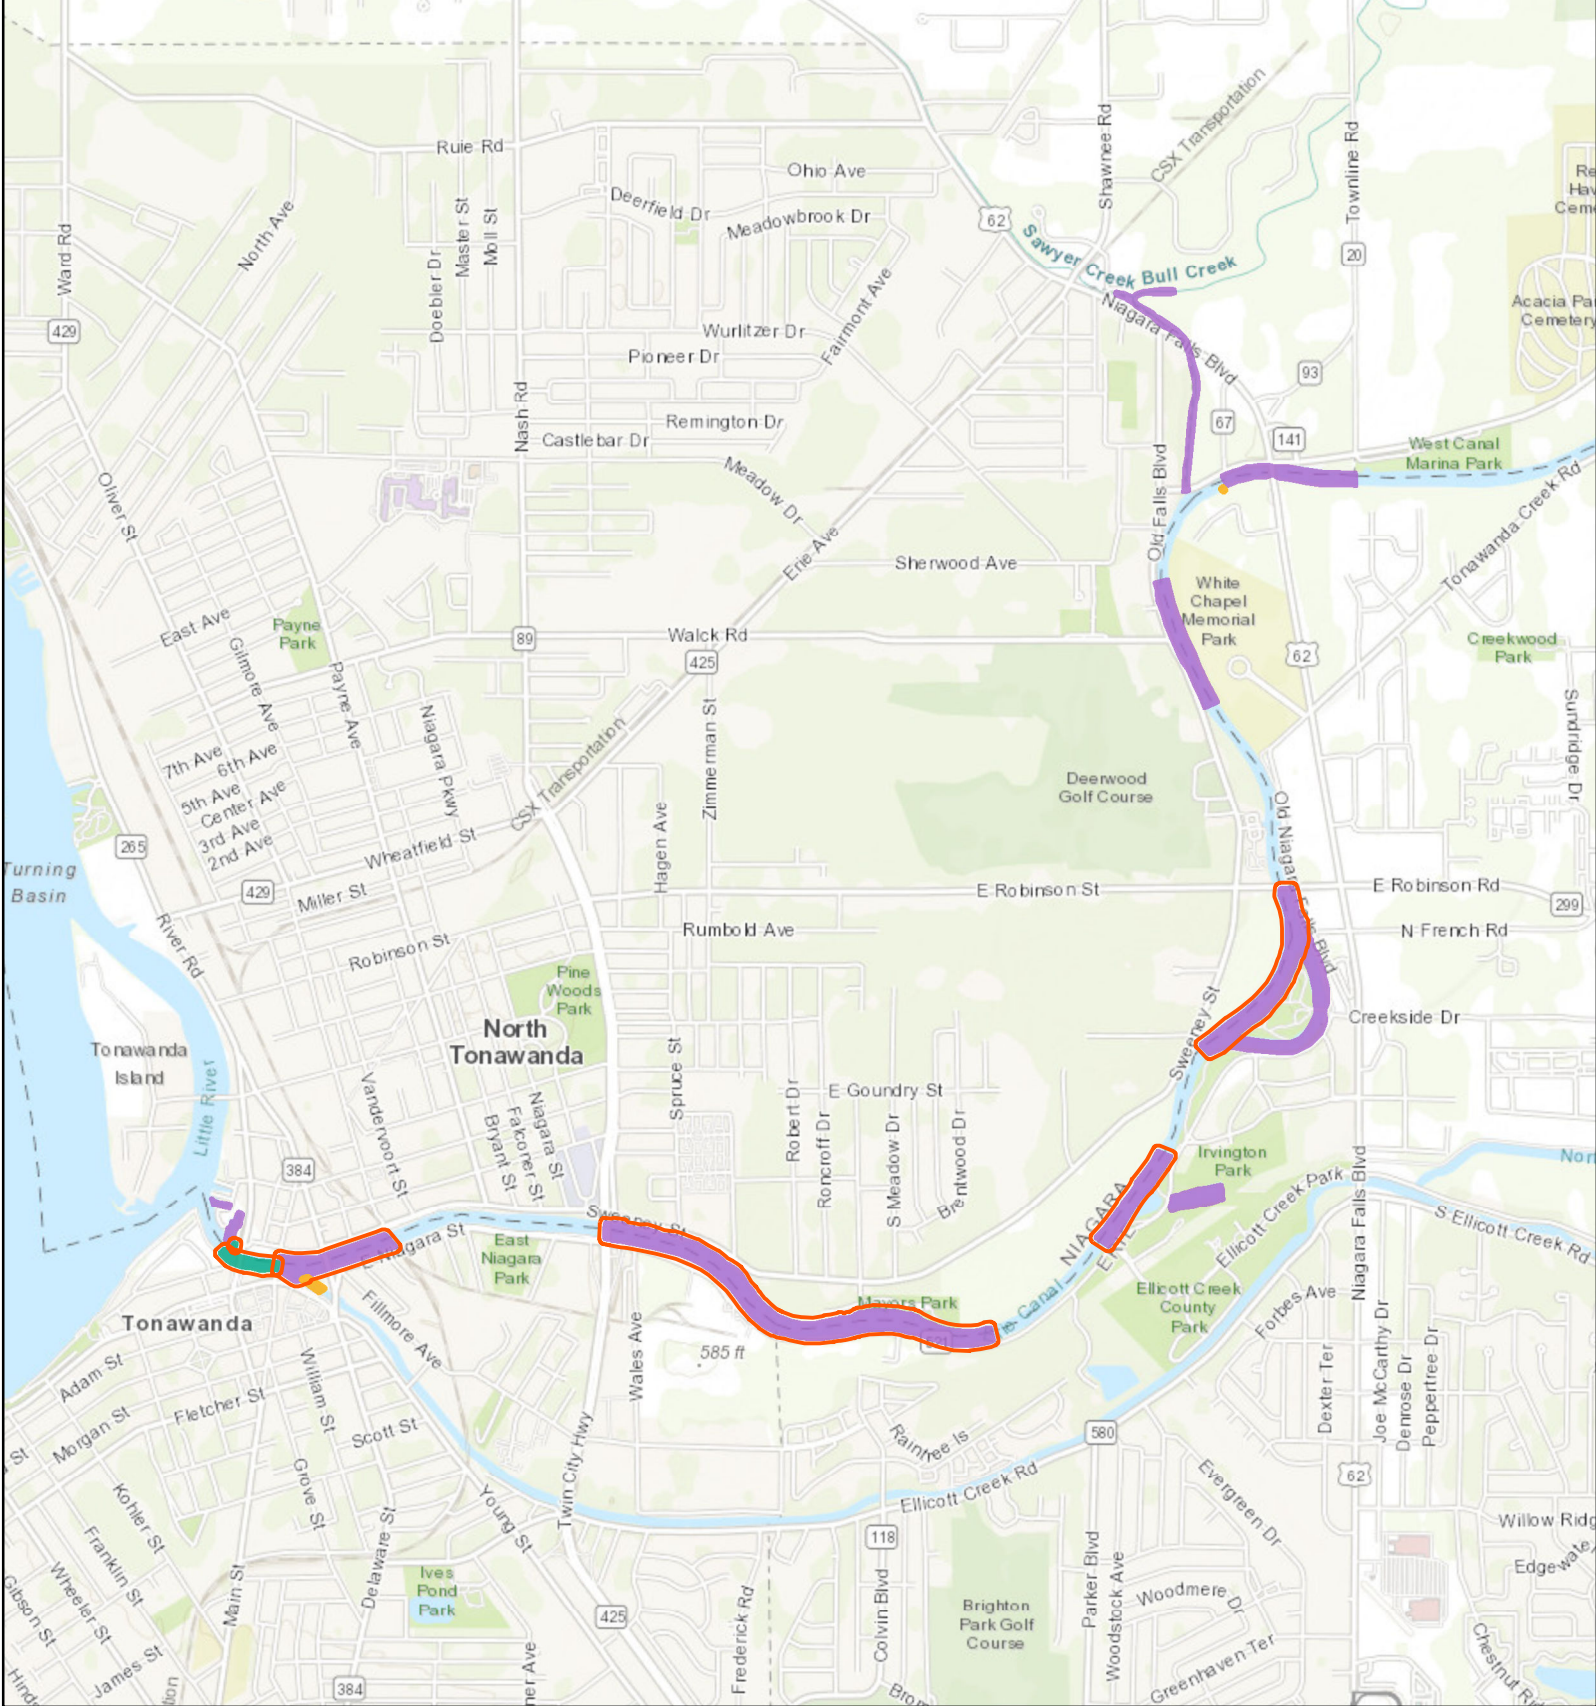 Ruie Rd
Ohio Ave
Deerfield Dr
Meadowbrook Dr
Shawnee Rd
CSX Transportation
Townline Rd
62
Sawyer Creek
Bull Creek
20
Ward Rd
North Ave
Master St
Moll St
Doebler Dr
429
Wurlitzer Dr
Pioneer Dr
Fairmont Ave
Niagara Falls Blvd
Acacia Pa
Cemetery
93
Nash Rd
Remington Dr
Castlebar Dr
67
141
West Canal
Marina Park
Meadow Dr
Oliver St
Erie Ave
Old Falls Blvd
Tonawanda Creek Rd
Sherwood Ave
White
Chapel
Memorial
Park
East Ave
Payne
Park
89
Walck Rd
425
62
Creekwood
Park
Gilmore Ave
Payne Ave
Niagara Pkwy
Zimmerman St
CSX Transportation
Sundridge Dr
7th Ave
6th Ave
5th Ave
Center Ave
3rd Ave
2nd Ave
Deerwood
Golf Course
265
Wheatfield St
Hagen Ave
Turning
Basin
429
Miller St
E Robinson St
E Robinson Rd
299
River Rd
Robinson St
Rumbold Ave
N French Rd
Pine
Woods
Park
North
Tonawanda
Sweeney St
Creekside Dr
Tonawanda
Island
Little River
Vandervoort St
Spruce St
E Goundry St
Niagara St
Falconer St
Bryant St
Robert Dr
Roncroff Dr
S Meadow Dr
Brentwood Dr
384
Irvington
Park
Niagara Falls Blvd
NIAGARA
Ellicott Creek Park
S Ellicott Creek Rd
Sweeney St
E Niagara St
East
Niagara
Park
Mayors Park
Canal
Ellicott Creek
County
Park
Forbes Ave
Tonawanda
Fillmore Ave
Wales Ave
585 ft
Adam St
William St
Fletcher St
Morgan St
Scott St
Raintree Is
Dexter Ter
Joe McCarthy Dr
Denrose Dr
Peppertree Dr
580
St
Grove St
Kohler St
Young St
Twin City Hwy
Ellicott Creek Rd
Evergreen Dr
62
Franklin St
Delaware St
118
Willow Ridg
Edgewate
Wheeler St
Gibson St
Main St
Ives
Pond
Park
425
Frederick Rd
Colvin Blvd
Brighton
Park Golf
Course
Parker Blvd
Woodstock Ave
Woodmere Dr
Greenhaven Ter
James St
384